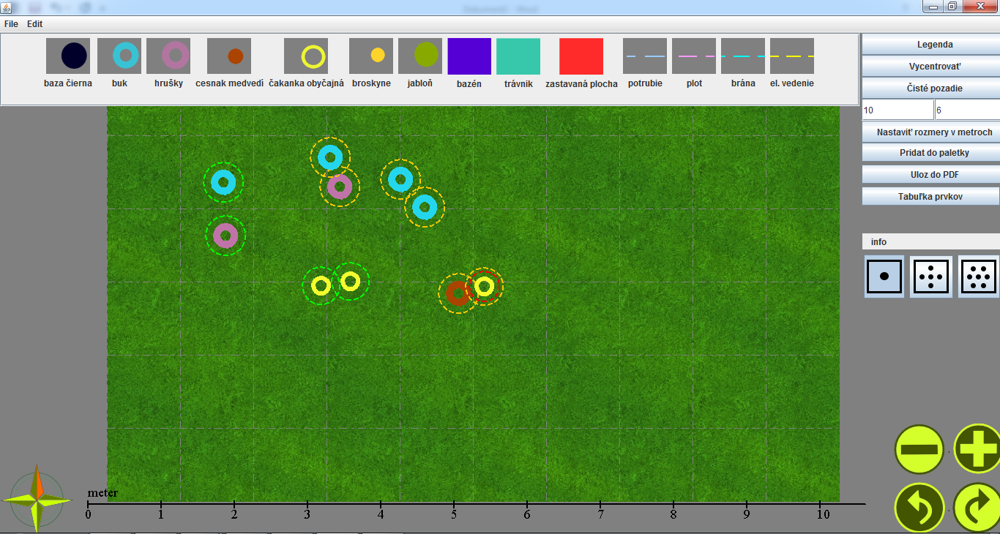 File Edit
baza čierna buk hrušky cesnak medvedí čakanka obyčajná broskyne jabloň bazén trávnik zastavaná plocha potrubie plot brána el. vedenie
Legenda
Vycentrovať
Čisté pozadie
10 6
Nastaviť rozmery v metroch
Pridat do paletky
Uloz do PDF
Tabuľka prvkov
info
meter
0 1 2 3 4 5 6 7 8 9 10